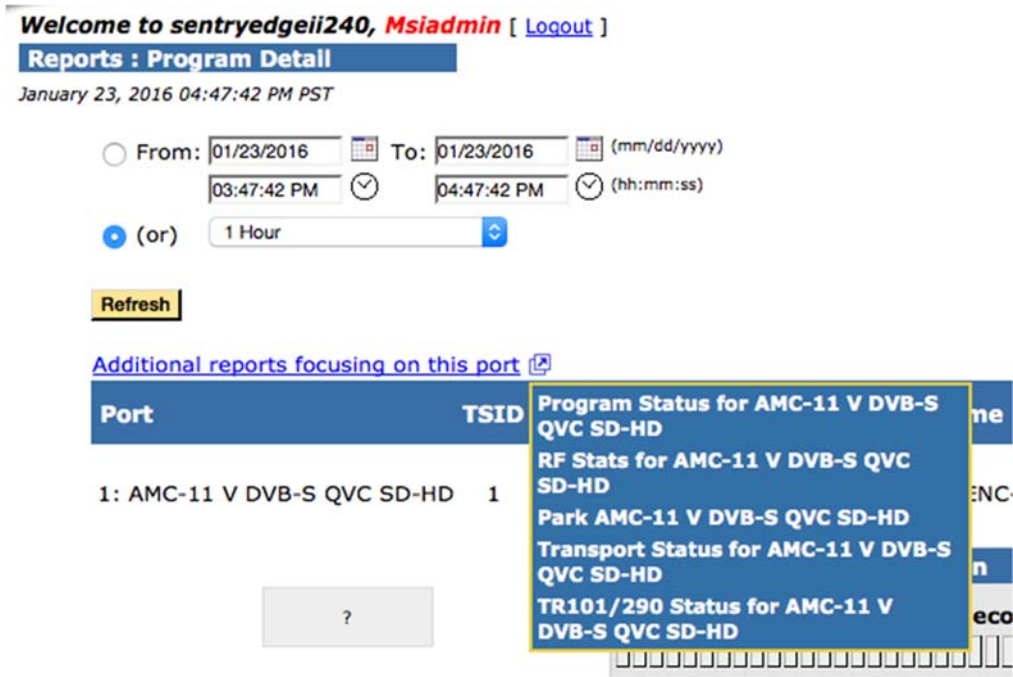 Welcome to sentryedgeii240, Msiadmin [ Logout ]
Reports : Program Detail
January 23, 2016 04:47:42 PM PST
From: 01/23/2016 To: 01/23/2016 (mm/dd/yyyy)
03:47:42 PM 04:47:42 PM (hh:mm:ss)
(or) 1 Hour
Refresh
Additional reports focusing on this port
Port TSID
Program Status for AMC-11 V DVB-S
QVC SD-HD
RF Stats for AMC-11 V DVB-S QVC
SD-HD
Park AMC-11 V DVB-S QVC SD-HD
Transport Status for AMC-11 V DVB-S
QVC SD-HD
TR101/290 Status for AMC-11 V
DVB-S QVC SD-HD
1: AMC-11 V DVB-S QVC SD-HD 1
?